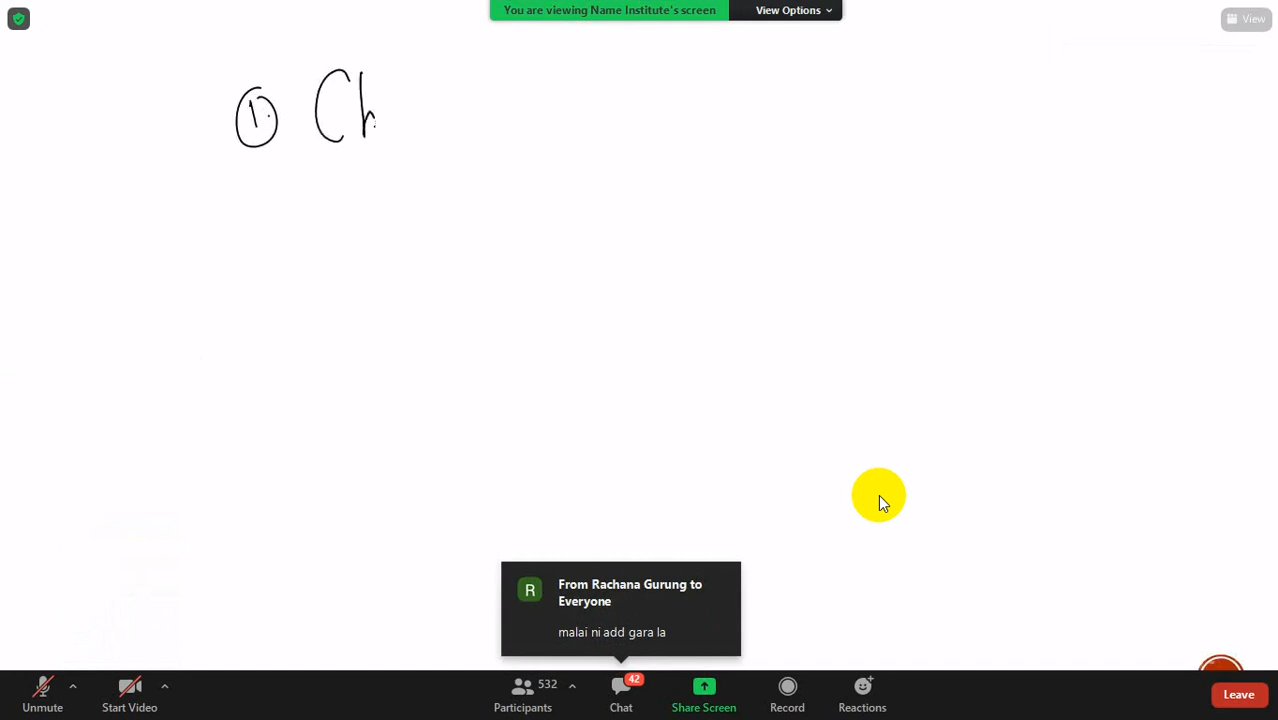 You are viewing Name Institute's screen
View Options
View
① Ch
From Rachana Gurung to
Everyone
malai ni add gara la
532
42
Unmute
Start Video
Participants
Chat
Share Screen
Record
Reactions
Leave